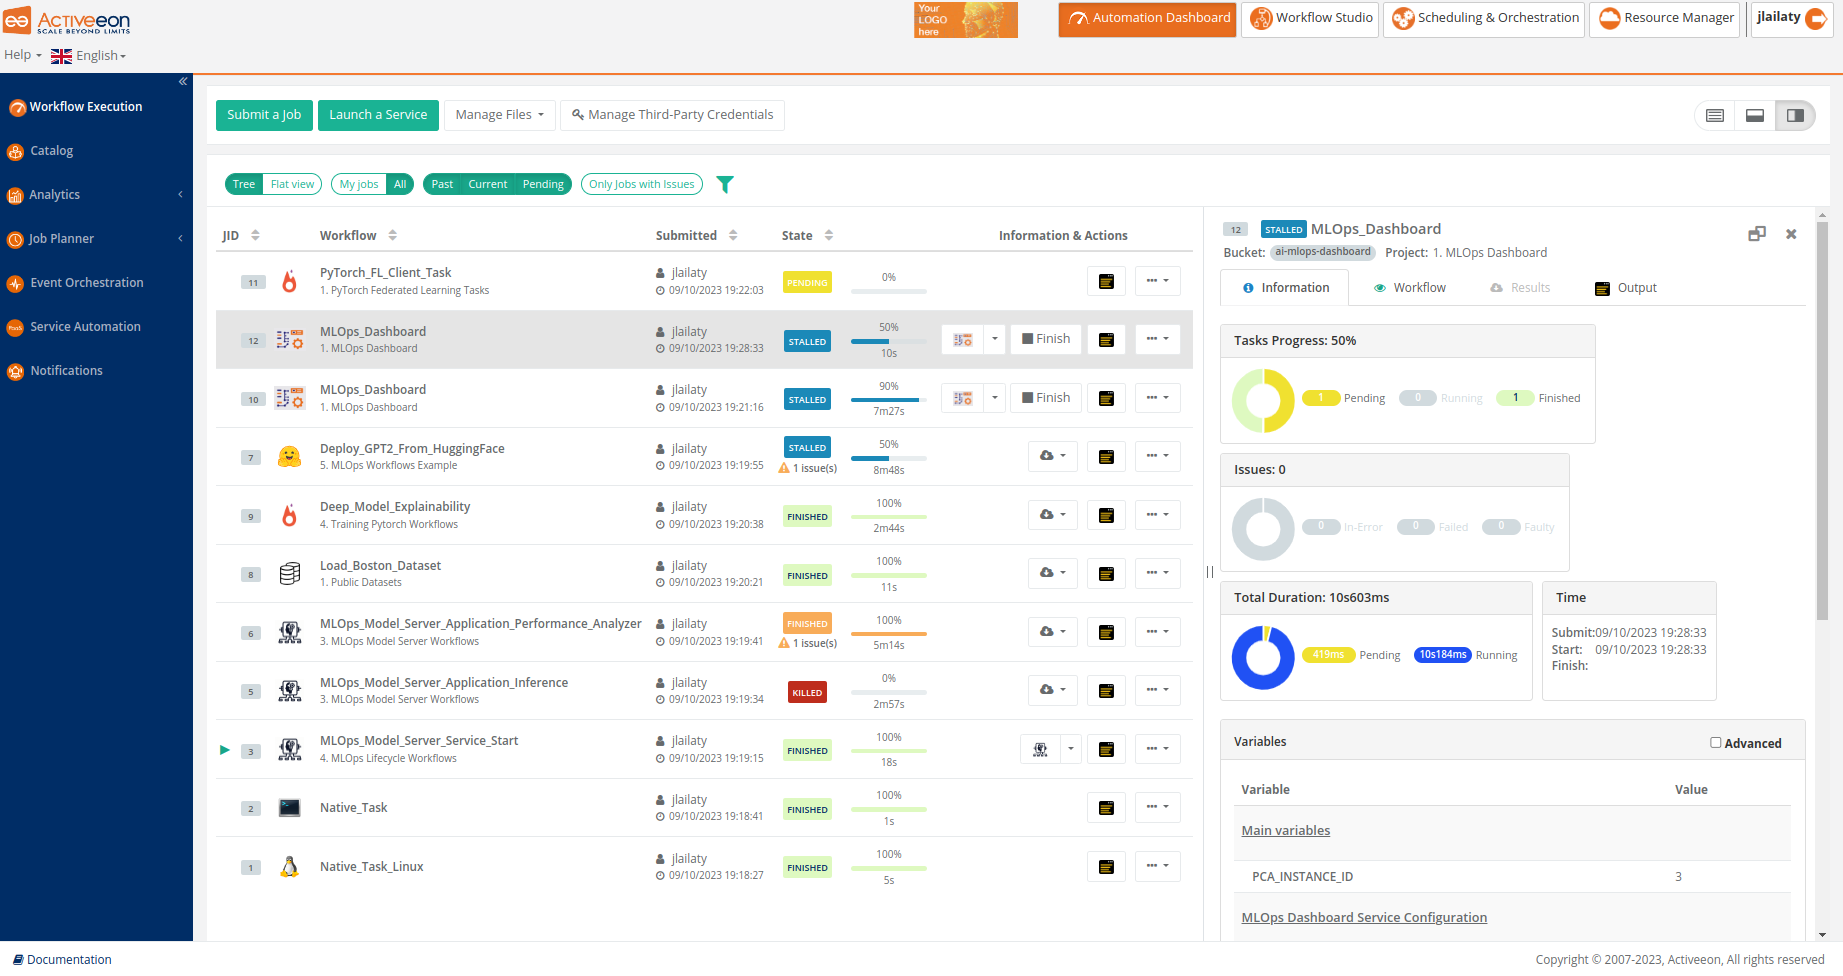 Activeeon
SCALE BEYOND LIMITS
Your
LOGO
here
Automation Dashboard
Workflow Studio
Scheduling & Orchestration
Resource Manager
jlailaty
Help
English
Workflow Execution
Catalog
Analytics
Job Planner
Event Orchestration
PaaS
Service Automation
Notifications
Submit a Job
Launch a Service
Manage Files
Manage Third-Party Credentials
Tree Flat view
My jobs All
Past Current Pending
Only Jobs with Issues
JID Workflow Submitted State Information & Actions
11 PyTorch_FL_Client_Task jlailaty PENDING 0%
1. PyTorch Federated Learning Tasks 09/10/2023 19:22:03
12 MLOps_Dashboard jlailaty STALLED 50% Finish
1. MLOps Dashboard 09/10/2023 19:28:33 10s
10 MLOps_Dashboard jlailaty STALLED 90% Finish
1. MLOps Dashboard 09/10/2023 19:21:16 7m27s
7 Deploy_GPT2_From_HuggingFace jlailaty STALLED 50%
5. MLOps Workflows Example 09/10/2023 19:19:55 1 issue(s) 8m48s
9 Deep_Model_Explainability jlailaty FINISHED 100%
4. Training Pytorch Workflows 09/10/2023 19:20:38 2m44s
8 Load_Boston_Dataset jlailaty FINISHED 100%
1. Public Datasets 09/10/2023 19:20:21 11s
6 MLOps_Model_Server_Application_Performance_Analyzer jlailaty FINISHED 100%
3. MLOps Model Server Workflows 09/10/2023 19:19:41 1 issue(s) 5m14s
5 MLOps_Model_Server_Application_Inference jlailaty KILLED 0%
3. MLOps Model Server Workflows 09/10/2023 19:19:34 2m57s
3 MLOps_Model_Server_Service_Start jlailaty FINISHED 100%
4. MLOps Lifecycle Workflows 09/10/2023 19:19:15 18s
2 Native_Task jlailaty FINISHED 100%
09/10/2023 19:18:41 1s
1 Native_Task_Linux jlailaty FINISHED 100%
09/10/2023 19:18:27 5s
12 STALLED MLOps_Dashboard
Bucket: ai-mlops-dashboard Project: 1. MLOps Dashboard
Information Workflow Results Output
Tasks Progress: 50%
1 Pending 0 Running 1 Finished
Issues: 0
0 In-Error 0 Failed 0 Faulty
Total Duration: 10s603ms
419ms Pending 10s184ms Running
Time
Submit:09/10/2023 19:28:33
Start: 09/10/2023 19:28:33
Finish:
Variables Advanced
Variable Value
Main variables
PCA_INSTANCE_ID 3
MLOps Dashboard Service Configuration
Documentation
Copyright © 2007-2023, Activeeon, All rights reserved